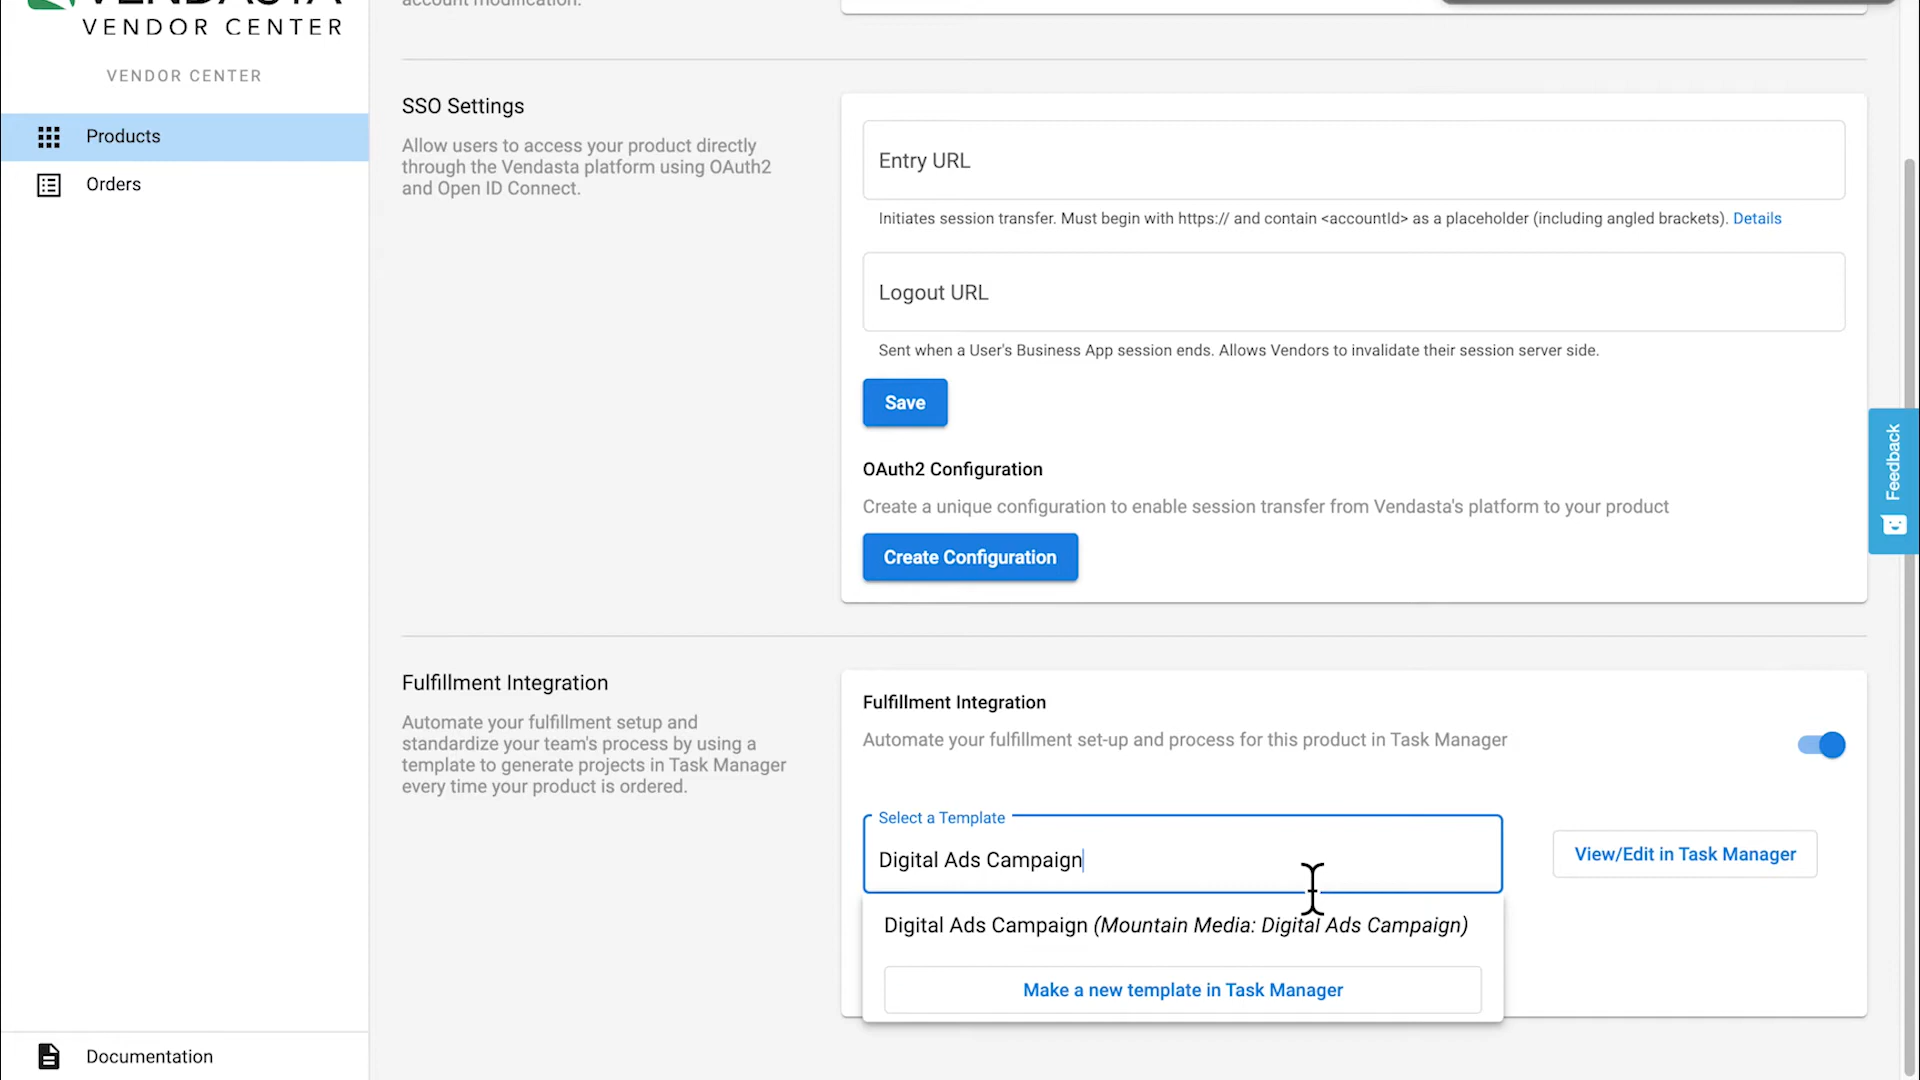 VENDASTA
VENDOR CENTER
VENDOR CENTER
Products
Orders
Documentation
account modification.
SSO Settings
Allow users to access your product directly
through the Vendasta platform using OAuth2
and Open ID Connect.
Entry URL
Initiates session transfer. Must begin with https:// and contain <accountId> as a placeholder (including angled brackets). Details
Logout URL
Sent when a User's Business App session ends. Allows Vendors to invalidate their session server side.
Save
OAuth2 Configuration
Create a unique configuration to enable session transfer from Vendasta's platform to your product
Create Configuration
Feedback
Fulfillment Integration
Automate your fulfillment setup and
standardize your team's process by using a
template to generate projects in Task Manager
every time your product is ordered.
Fulfillment Integration
Automate your fulfillment set-up and process for this product in Task Manager
Select a Template
Digital Ads Campaign
View/Edit in Task Manager
Digital Ads Campaign (Mountain Media: Digital Ads Campaign)
Make a new template in Task Manager